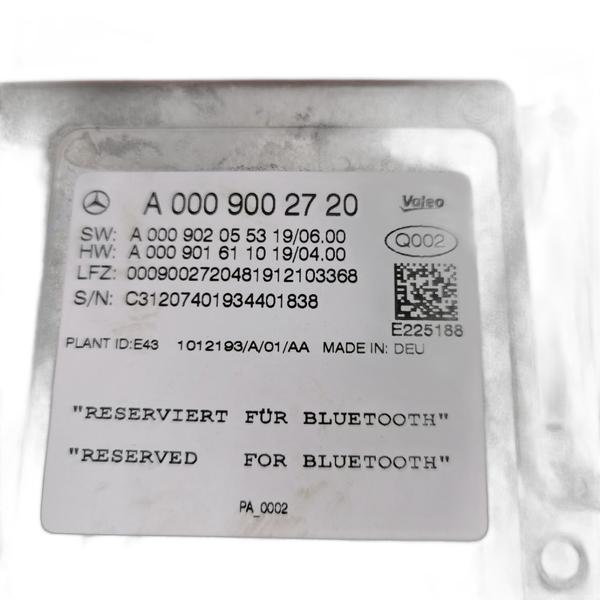 A 000 900 27 20
Valeo
SW: A 000 902 05 53 19/06.00
HW: A 000 901 61 10 19/04.00
Q002
LFZ: 0009002720481912103368
S/N: C31207401934401838
E225188
PLANT ID:E43 1012193/A/01/AA MADE IN: DEU
"RESERVIERT FÜR BLUETOOTH"
"RESERVED FOR BLUETOOTH"
PA_0002